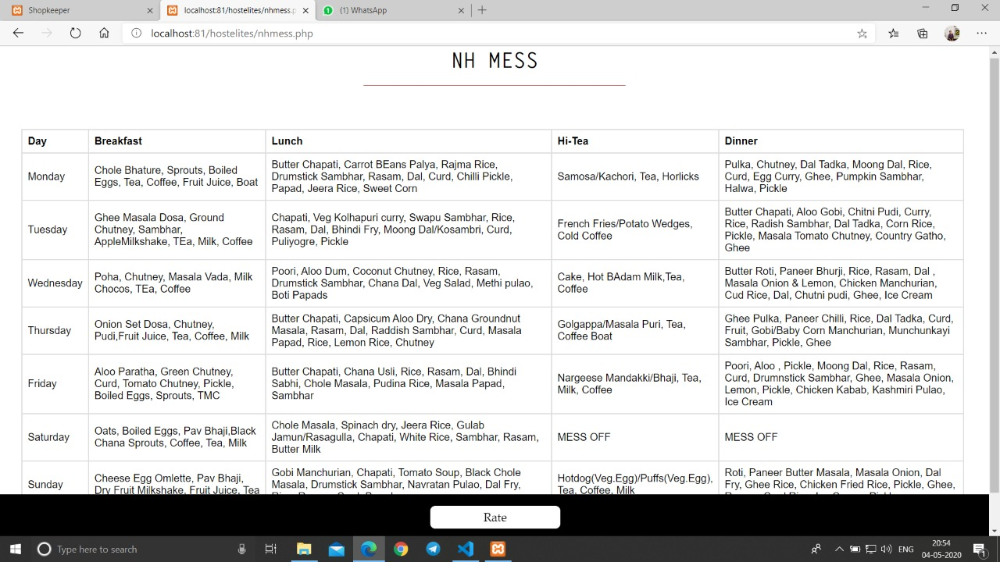 Shopkeeper
localhost:81/hostelites/nhmess.p
(1) WhatsApp
localhost:81/hostelites/nhmess.php
NH MESS
Day Breakfast Lunch Hi-Tea Dinner
Monday
Chole Bhature, Sprouts, Boiled
Eggs, Tea, Coffee, Fruit Juice, Boat
Butter Chapati, Carrot BEans Palya, Rajma Rice,
Drumstick Sambhar, Rasam, Dal, Curd, Chilli Pickle,
Papad, Jeera Rice, Sweet Corn
Samosa/Kachori, Tea, Horlicks
Pulka, Chutney, Dal Tadka, Moong Dal, Rice,
Curd, Egg Curry, Ghee, Pumpkin Sambhar,
Halwa, Pickle
Tuesday
Ghee Masala Dosa, Ground
Chutney, Sambhar,
AppleMilkshake, TEa, Milk, Coffee
Chapati, Veg Kolhapuri curry, Swapu Sambhar, Rice,
Rasam, Dal, Bhindi Fry, Moong Dal/Kosambri, Curd,
Puliyogre, Pickle
French Fries/Potato Wedges,
Cold Coffee
Butter Chapati, Aloo Gobi, Chitni Pudi, Curry,
Rice, Radish Sambhar, Dal Tadka, Corn Rice,
Pickle, Masala Tomato Chutney, Country Gatho,
Ghee
Wednesday
Poha, Chutney, Masala Vada, Milk
Chocos, TEa, Coffee
Poori, Aloo Dum, Coconut Chutney, Rice, Rasam,
Drumstick Sambhar, Chana Dal, Veg Salad, Methi pulao,
Boti Papads
Cake, Hot BAdam Milk,Tea,
Coffee
Butter Roti, Paneer Bhurji, Rice, Rasam, Dal ,
Masala Onion & Lemon, Chicken Manchurian,
Cud Rice, Dal, Chutni pudi, Ghee, Ice Cream
Thursday
Onion Set Dosa, Chutney,
Pudi,Fruit Juice, Tea, Coffee, Milk
Butter Chapati, Capsicum Aloo Dry, Chana Groundnut
Masala, Rasam, Dal, Raddish Sambhar, Curd, Masala
Papad, Rice, Lemon Rice, Chutney
Golgappa/Masala Puri, Tea,
Coffee Boat
Ghee Pulka, Paneer Chilli, Rice, Dal Tadka, Curd,
Fruit, Gobi/Baby Corn Manchurian, Munchunkayi
Sambhar, Pickle, Ghee
Friday
Aloo Paratha, Green Chutney,
Curd, Tomato Chutney, Pickle,
Boiled Eggs, Sprouts, TMC
Butter Chapati, Chana Usli, Rice, Rasam, Dal, Bhindi
Sabhi, Chole Masala, Pudina Rice, Masala Papad,
Sambhar
Nargeese Mandakki/Bhaji, Tea,
Milk, Coffee
Poori, Aloo , Pickle, Moong Dal, Rice, Rasam,
Curd, Drumnstick Sambhar, Ghee, Masala Onion,
Lemon, Pickle, Chicken Kabab, Kashmiri Pulao,
Ice Cream
Saturday
Oats, Boiled Eggs, Pav Bhaji,Black
Chana Sprouts, Coffee, Tea, Milk
Chole Masala, Spinach dry, Jeera Rice, Gulab
Jamun/Rasagulla, Chapati, White Rice, Sambhar, Rasam,
Butter Milk
MESS OFF
MESS OFF
Sunday
Cheese Egg Omlette, Pav Bhaji,
Dry Fruit Milkshake, Fruit Juice, Tea
Gobi Manchurian, Chapati, Tomato Soup, Black Chole
Masala, Drumstick Sambhar, Navratan Pulao, Dal Fry,
Hotdog(Veg.Egg)/Puffs(Veg.Egg),
Tea, Coffee, Milk
Roti, Paneer Butter Masala, Masala Onion, Dal
Fry, Ghee Rice, Chicken Fried Rice, Pickle, Ghee,
Rate
Type here to search
ENG
20:54
04-05-2020
1